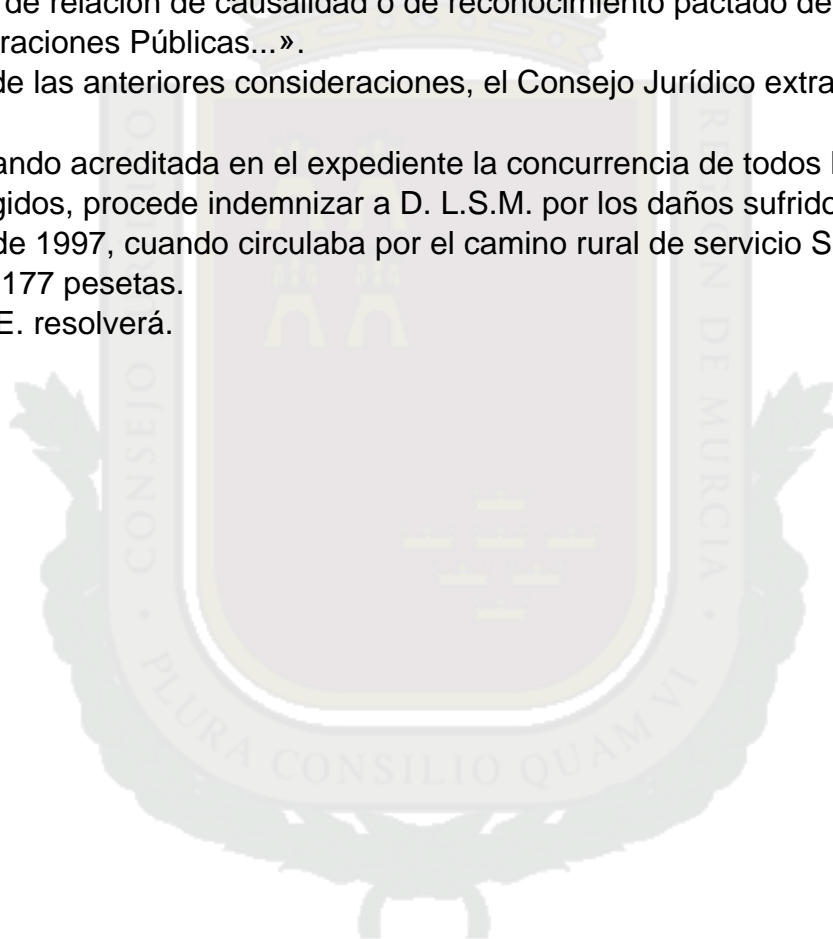 de relación de causalidad o de reconocimiento pactado de
raciones Públicas...».
de las anteriores consideraciones, el Consejo Jurídico extra
ando acreditada en el expediente la concurrencia de todos
gidos, procede indemnizar a D. L.S.M. por los daños sufrido
de 1997, cuando circulaba por el camino rural de servicio S
177 pesetas.
E. resolverá.
CONSEJO JURÍDICO
REGIÓN DE MURCIA
PLURA CONSILIO QUAM VI